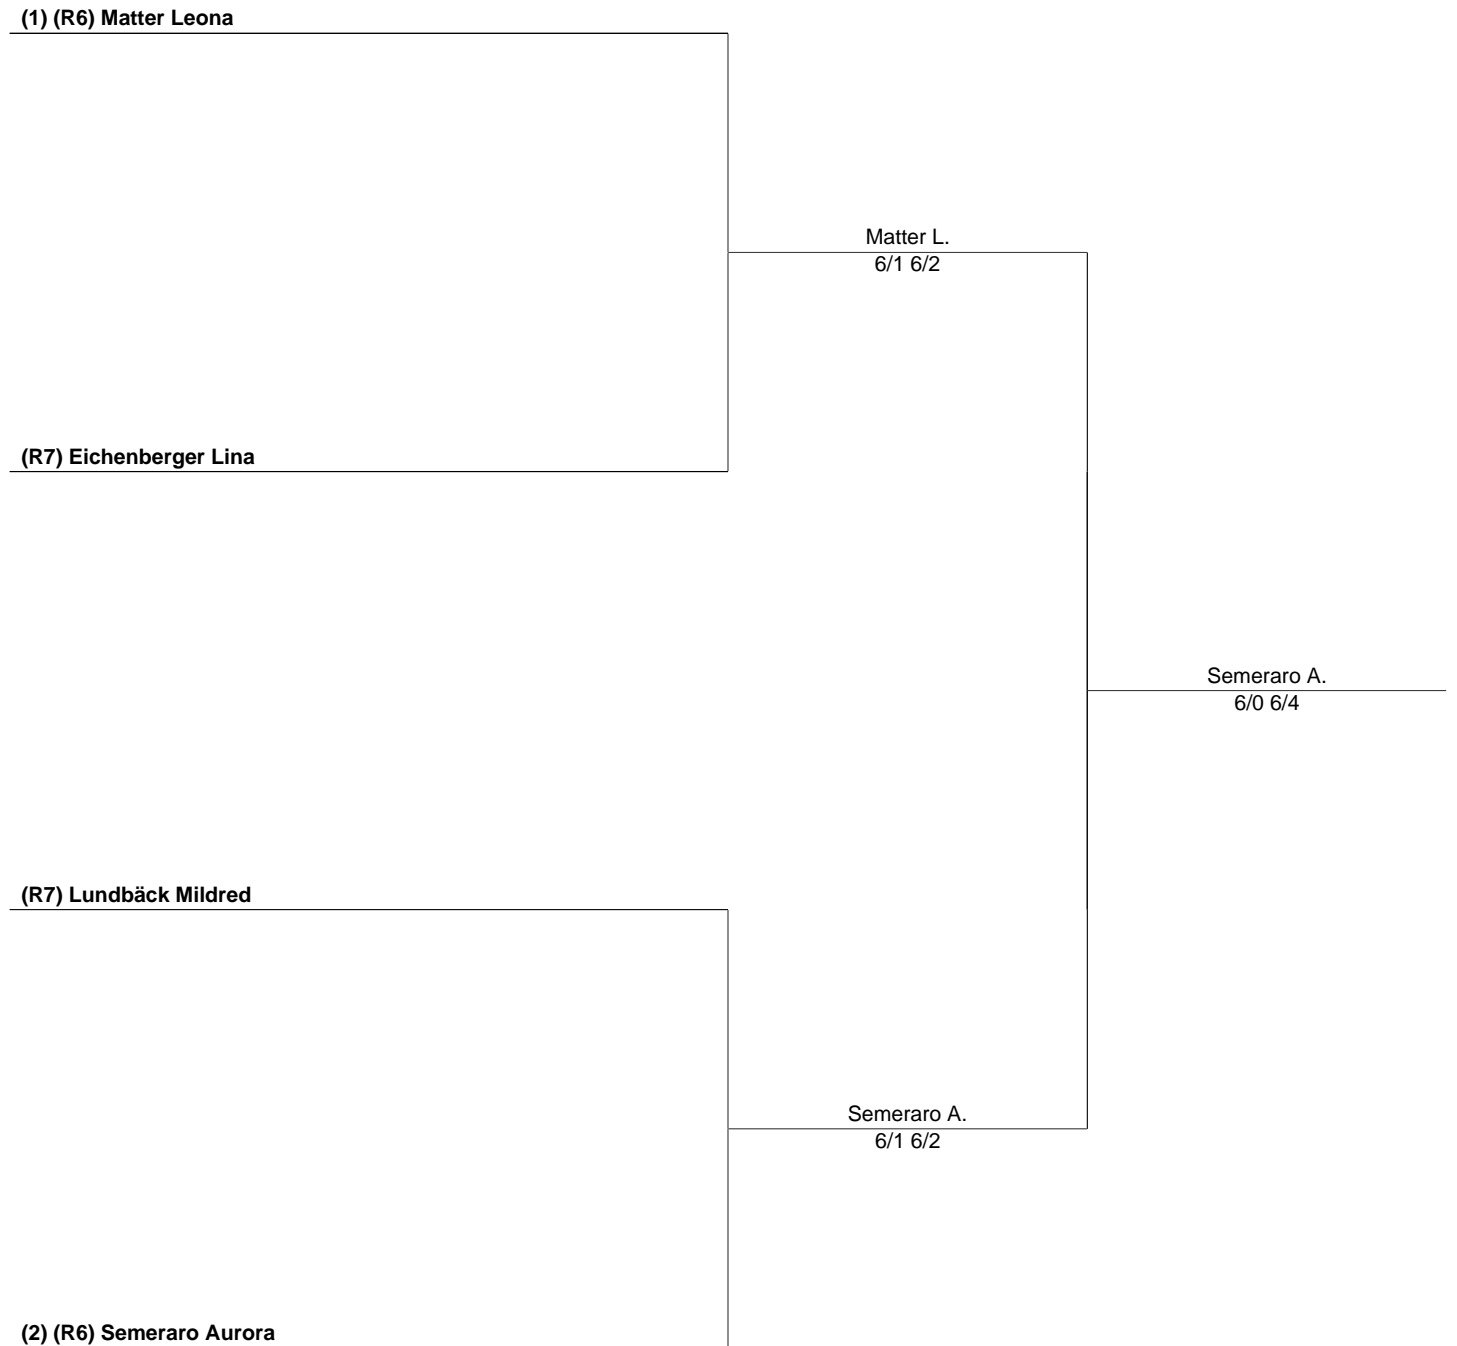 (1) (R6) Matter Leona
Matter L.
6/1 6/2
(R7) Eichenberger Lina
Semeraro A.
6/0 6/4
(R7) Lundbäck Mildred
Semeraro A.
6/1 6/2
(2) (R6) Semeraro Aurora